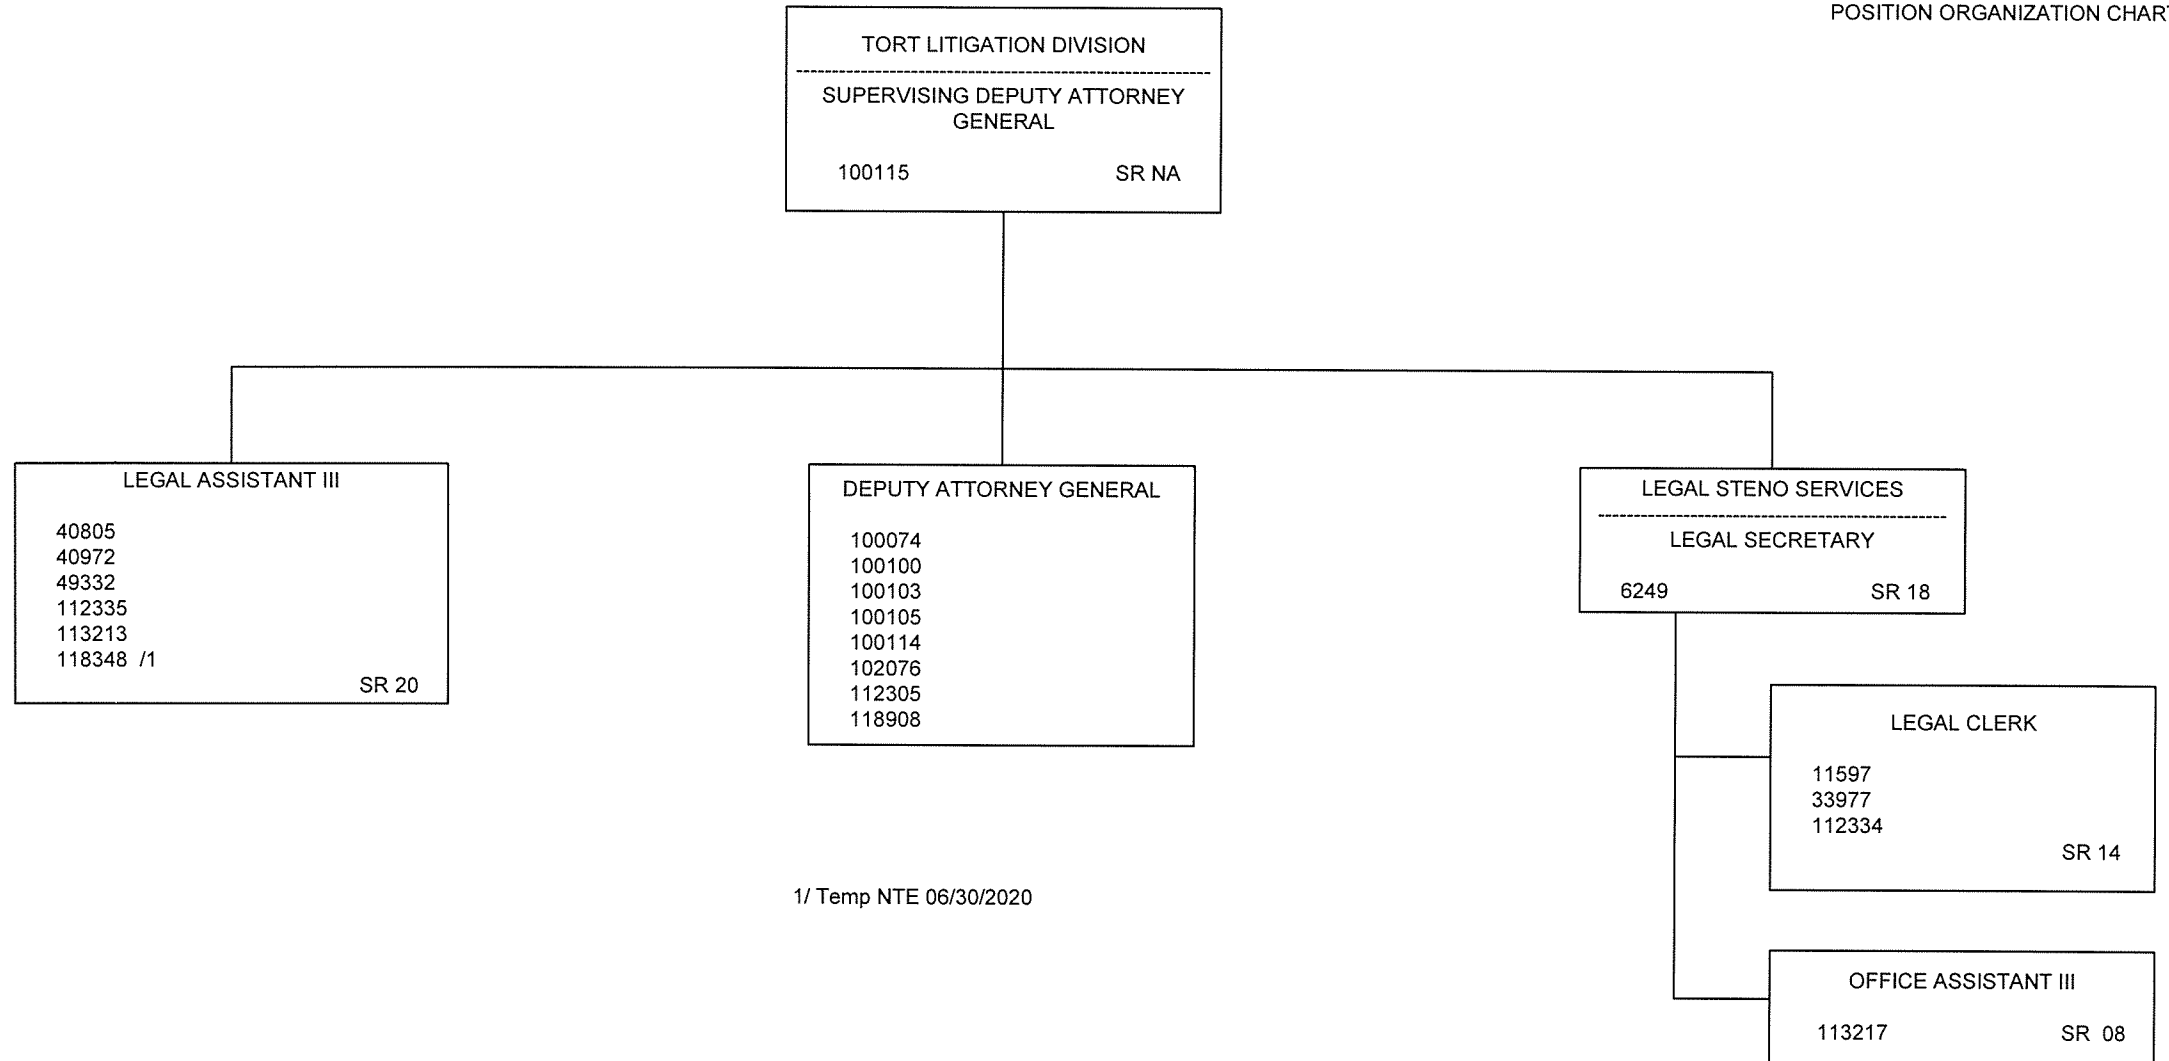 POSITION ORGANIZATION CHART
TORT LITIGATION DIVISION
SUPERVISING DEPUTY ATTORNEY
GENERAL
100115 SR NA
LEGAL ASSISTANT III
40805
40972
49332
112335
113213
118348 /1
SR 20
DEPUTY ATTORNEY GENERAL
100074
100100
100103
100105
100114
102076
112305
118908
LEGAL STENO SERVICES
LEGAL SECRETARY
6249 SR 18
LEGAL CLERK
11597
33977
112334
SR 14
OFFICE ASSISTANT III
113217 SR 08
1/ Temp NTE 06/30/2020